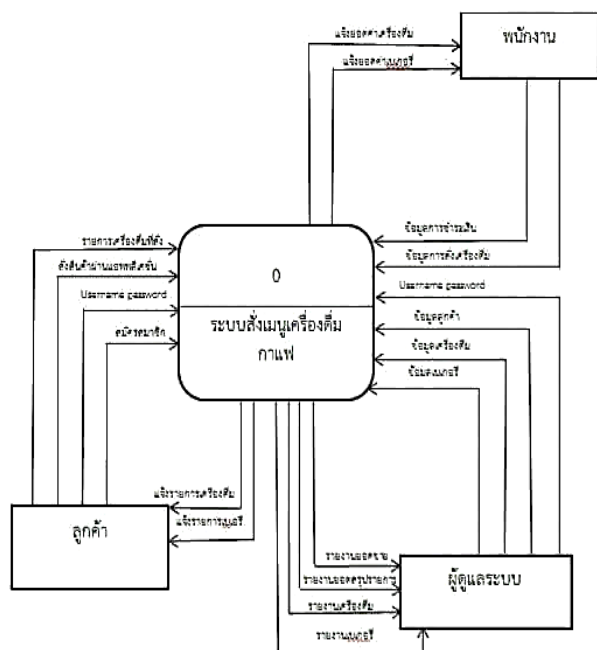 แจ้งยอดค่าเครื่องดื่ม
พนักงาน
แจ้งยอดค่าเบเกอรี่
ข้อมูลการชำระเงิน
รายการเครื่องดื่มที่สั่ง
ข้อมูลการสั่งเครื่องดื่ม
สั่งสินค้าผ่านแอพพลิเคชั่น
0
Username password
Username password
ข้อมูลลูกค้า
ระบบสั่งเมนูเครื่องดื่ม
สมัครสมาชิก
กาแฟ
ข้อมูลเครื่องดื่ม
ข้อมูลเบเกอรี่
แจ้งรายการเครื่องดื่ม
แจ้งรายการเบเกอรี่
ลูกค้า
รายงานยอดขาย
รายงานยอดสรุปรายการ
ผู้ดูแลระบบ
รายงานเครื่องดื่ม
รายงานเบเกอรี่